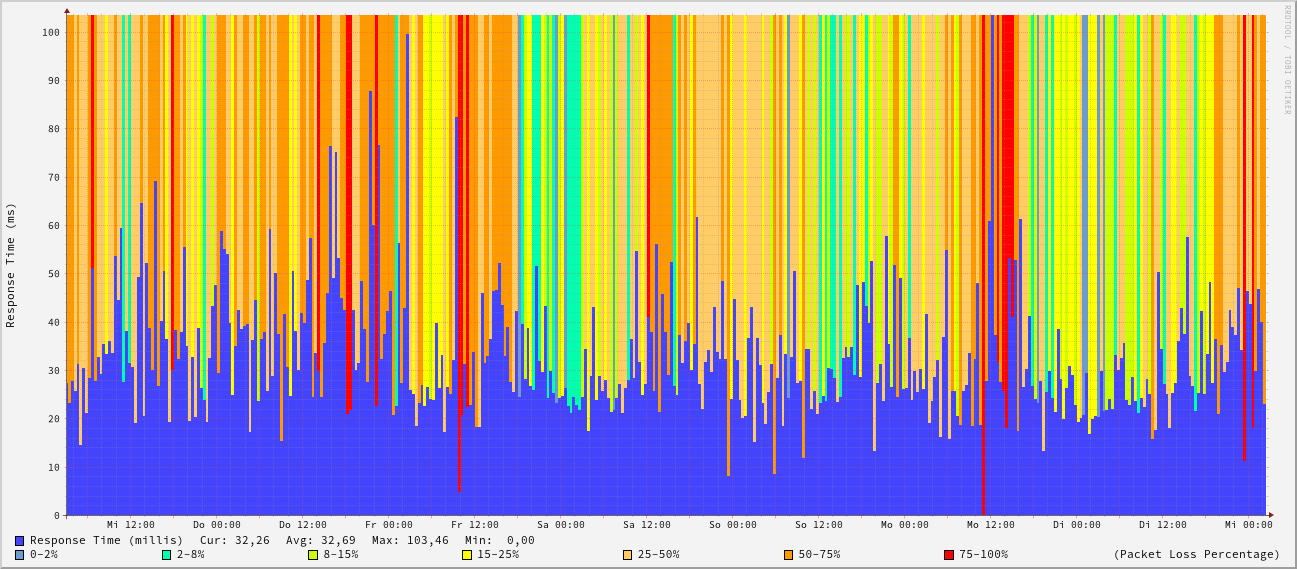 RRDTOOL / TOBI OETIKER
Response Time (ms)
100
90
80
70
60
50
40
30
20
10
0
Mi 12:00 Do 00:00 Do 12:00 Fr 00:00 Fr 12:00 Sa 00:00 Sa 12:00 So 00:00 So 12:00 Mo 00:00 Mo 12:00 Di 00:00 Di 12:00 Mi 00:00
Response Time (millis) Cur: 32,26 Avg: 32,69 Max: 103,46 Min: 0,00
0-2% 2-8% 8-15% 15-25% 25-50% 50-75% 75-100% (Packet Loss Percentage)